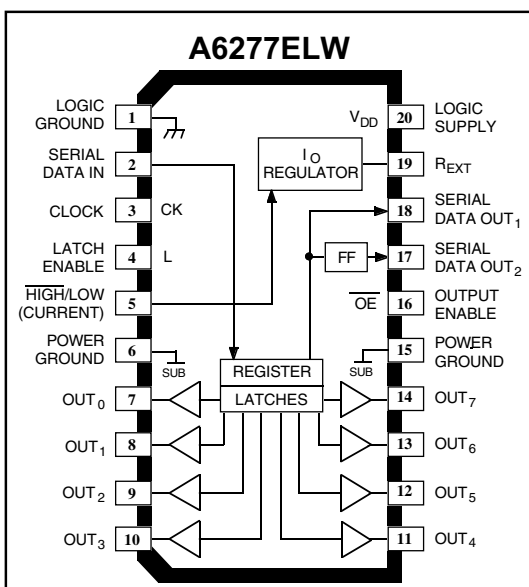 A6277ELW
LOGIC
GROUND
1
SERIAL
DATA IN
2
CLOCK
3
CK
LATCH
ENABLE
4
L
HIGH/LOW
(CURRENT)
5
POWER
GROUND
6
SUB
OUT0
7
OUT1
8
OUT2
9
OUT3
10
IO
REGULATOR
FF
REGISTER
LATCHES
VDD
20
LOGIC
SUPPLY
19
REXT
18
SERIAL
DATA OUT1
17
SERIAL
DATA OUT2
OE
16
OUTPUT
ENABLE
SUB
15
POWER
GROUND
14
OUT7
13
OUT6
12
OUT5
11
OUT4